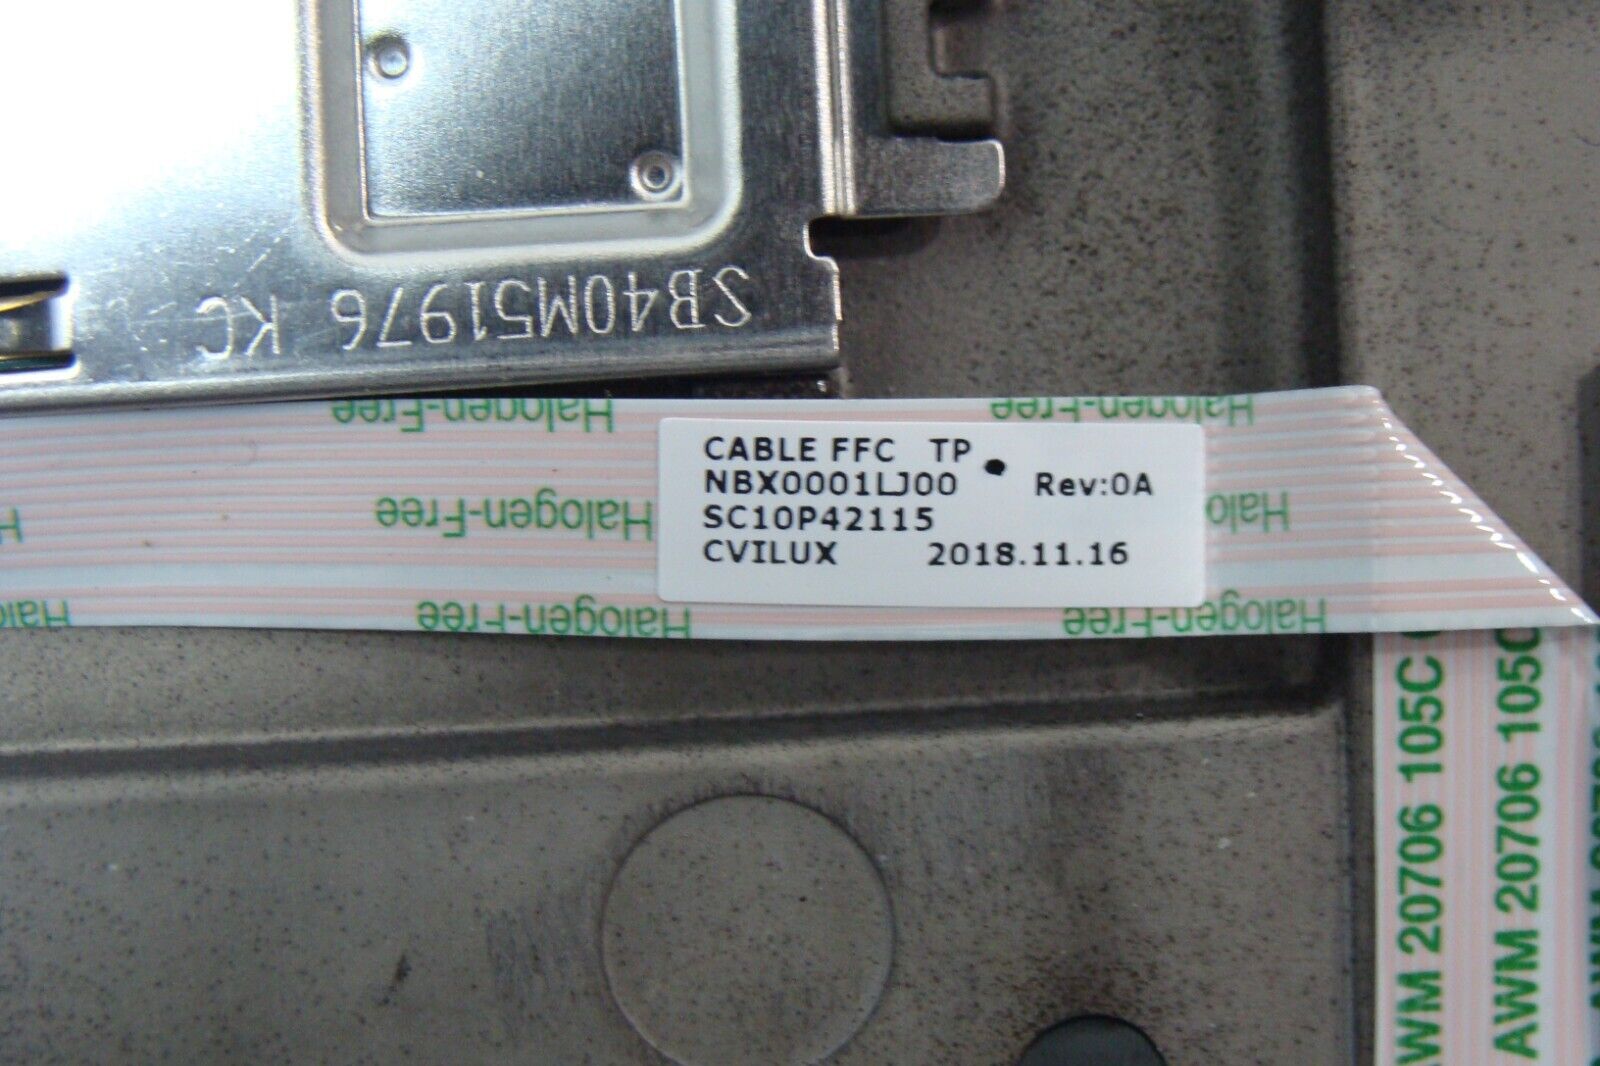 SB40M51976 KC
Halogen-Free Halogen-Free
CABLE FFC TP
NBX0001LJ00 Rev:0A
SC10P42115
CVILUX 2018.11.16
Halogen-Free
Halogen-Free Halogen-Free
AWM 20706 105C
AWM 20706 105C